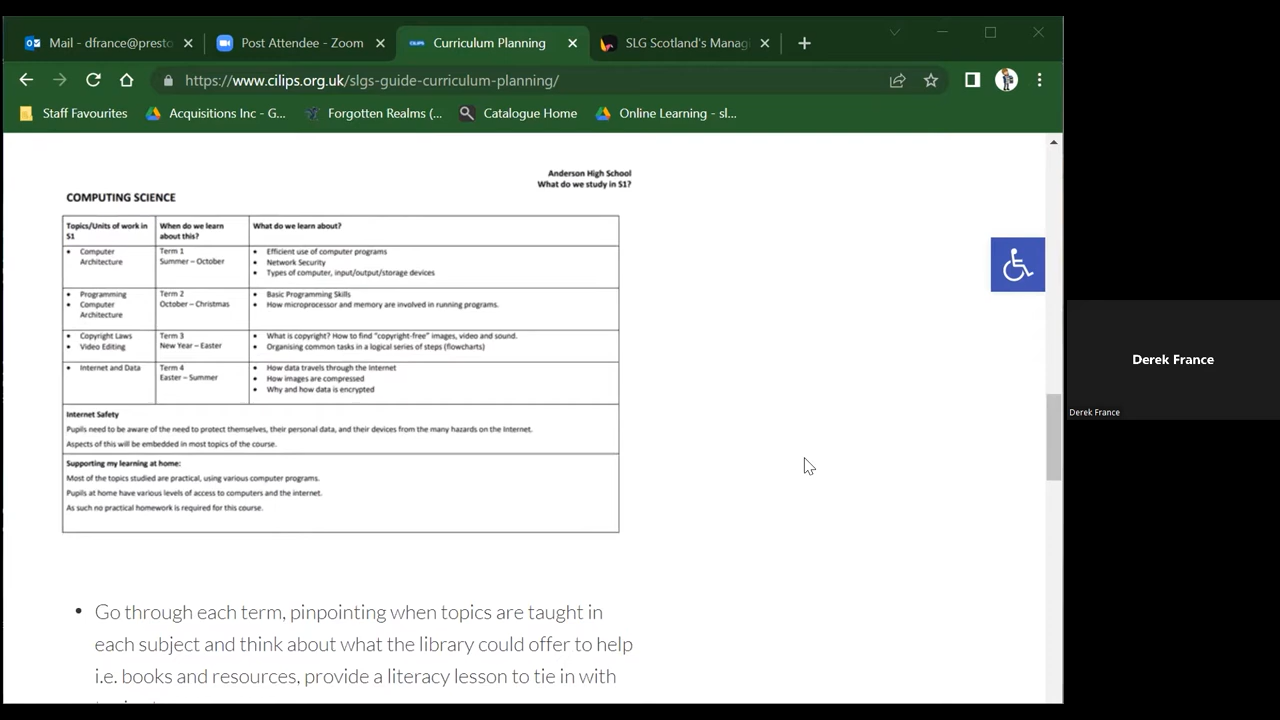 Mail - dfrance@presto
Post Attendee - Zoom
Curriculum Planning
SLG Scotland's Manag
https://www.cilips.org.uk/slgs-guide-curriculum-planning/
Staff Favourites
Acquisitions Inc - G...
Forgotten Realms (...
Catalogue Home
Online Learning - sl...
Anderson High School
What do we study in S1?
COMPUTING SCIENCE
Topics/Units of work in
S1
When do we learn
about this?
What do we learn about?
• Computer
Architecture
Term 1
Summer – October
• Efficient use of computer programs
• Network Security
• Types of computer, input/output/storage devices
• Programming
• Computer
Architecture
Term 2
October – Christmas
• Basic Programming Skills
• How microprocessor and memory are involved in running programs.
• Copyright Laws
• Video Editing
Term 3
New Year – Easter
• What is copyright? How to find "copyright-free" images, video and sound.
• Organising common tasks in a logical series of steps (flowcharts)
• Internet and Data
Term 4
Easter – Summer
• How data travels through the Internet
• How images are compressed
• Why and how data is encrypted
Internet Safety
Pupils need to be aware of the need to protect themselves, their personal data, and their devices from the many hazards on the Internet.
Aspects of this will be embedded in most topics of the course.
Supporting my learning at home:
Most of the topics studied are practical, using various computer programs.
Pupils at home have various levels of access to computers and the internet.
As such no practical homework is required for this course.
• Go through each term, pinpointing when topics are taught in
each subject and think about what the library could offer to help
i.e. books and resources, provide a literacy lesson to tie in with
Derek France
Derek France